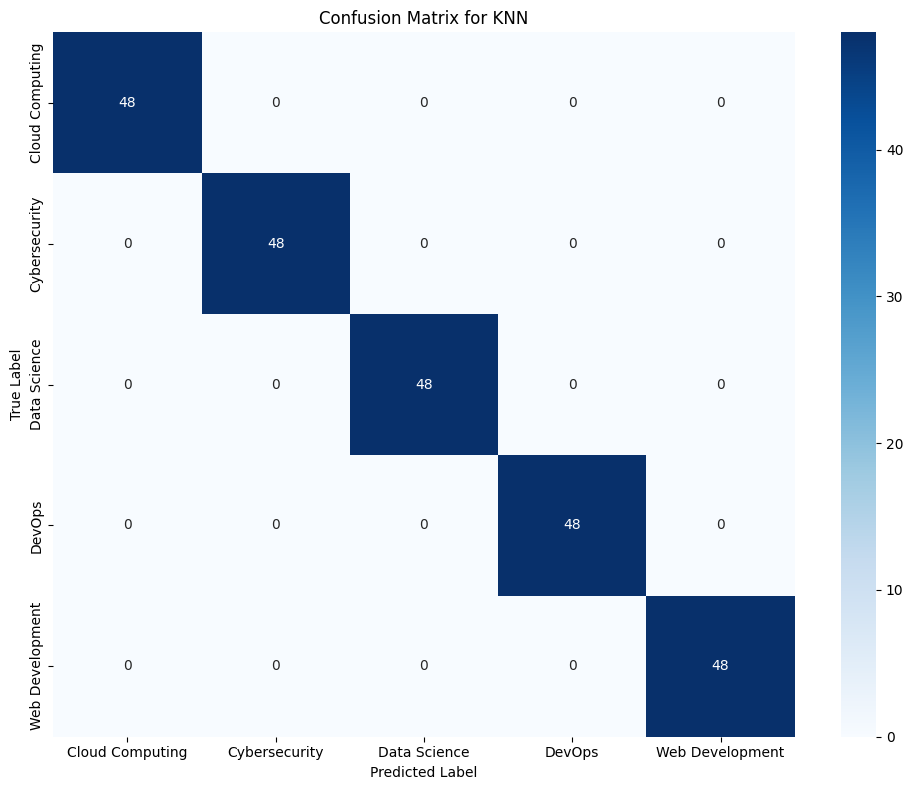 Confusion Matrix for KNN
True Label
Cloud Computing
48 0 0 0 0
Cybersecurity
0 48 0 0 0
Data Science
0 0 48 0 0
DevOps
0 0 0 48 0
Web Development
0 0 0 0 48
Cloud Computing Cybersecurity Data Science DevOps Web Development
Predicted Label
40
30
20
10
0